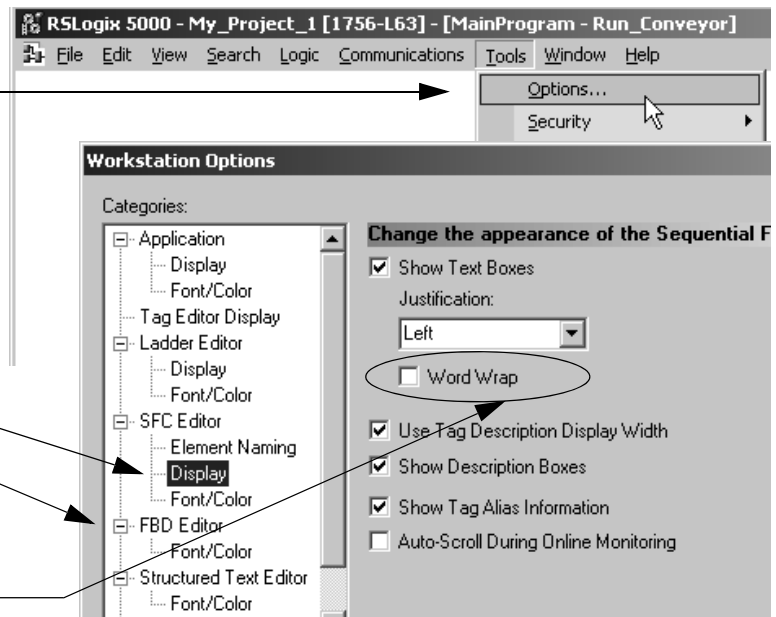 RSLogix 5000 - My_Project_1 [1756-L63] - [MainProgram - Run_Conveyor]
File Edit View Search Logic Communications Tools Window Help
Options...
Security
Workstation Options
Categories:
Application
Display
Font/Color
Tag Editor Display
Ladder Editor
Display
Font/Color
SFC Editor
Element Naming
Display
Font/Color
FBD Editor
Font/Color
Structured Text Editor
Font/Color
Change the appearance of the Sequential F
Show Text Boxes
Justification:
Left
Word Wrap
Use Tag Description Display Width
Show Description Boxes
Show Tag Alias Information
Auto-Scroll During Online Monitoring